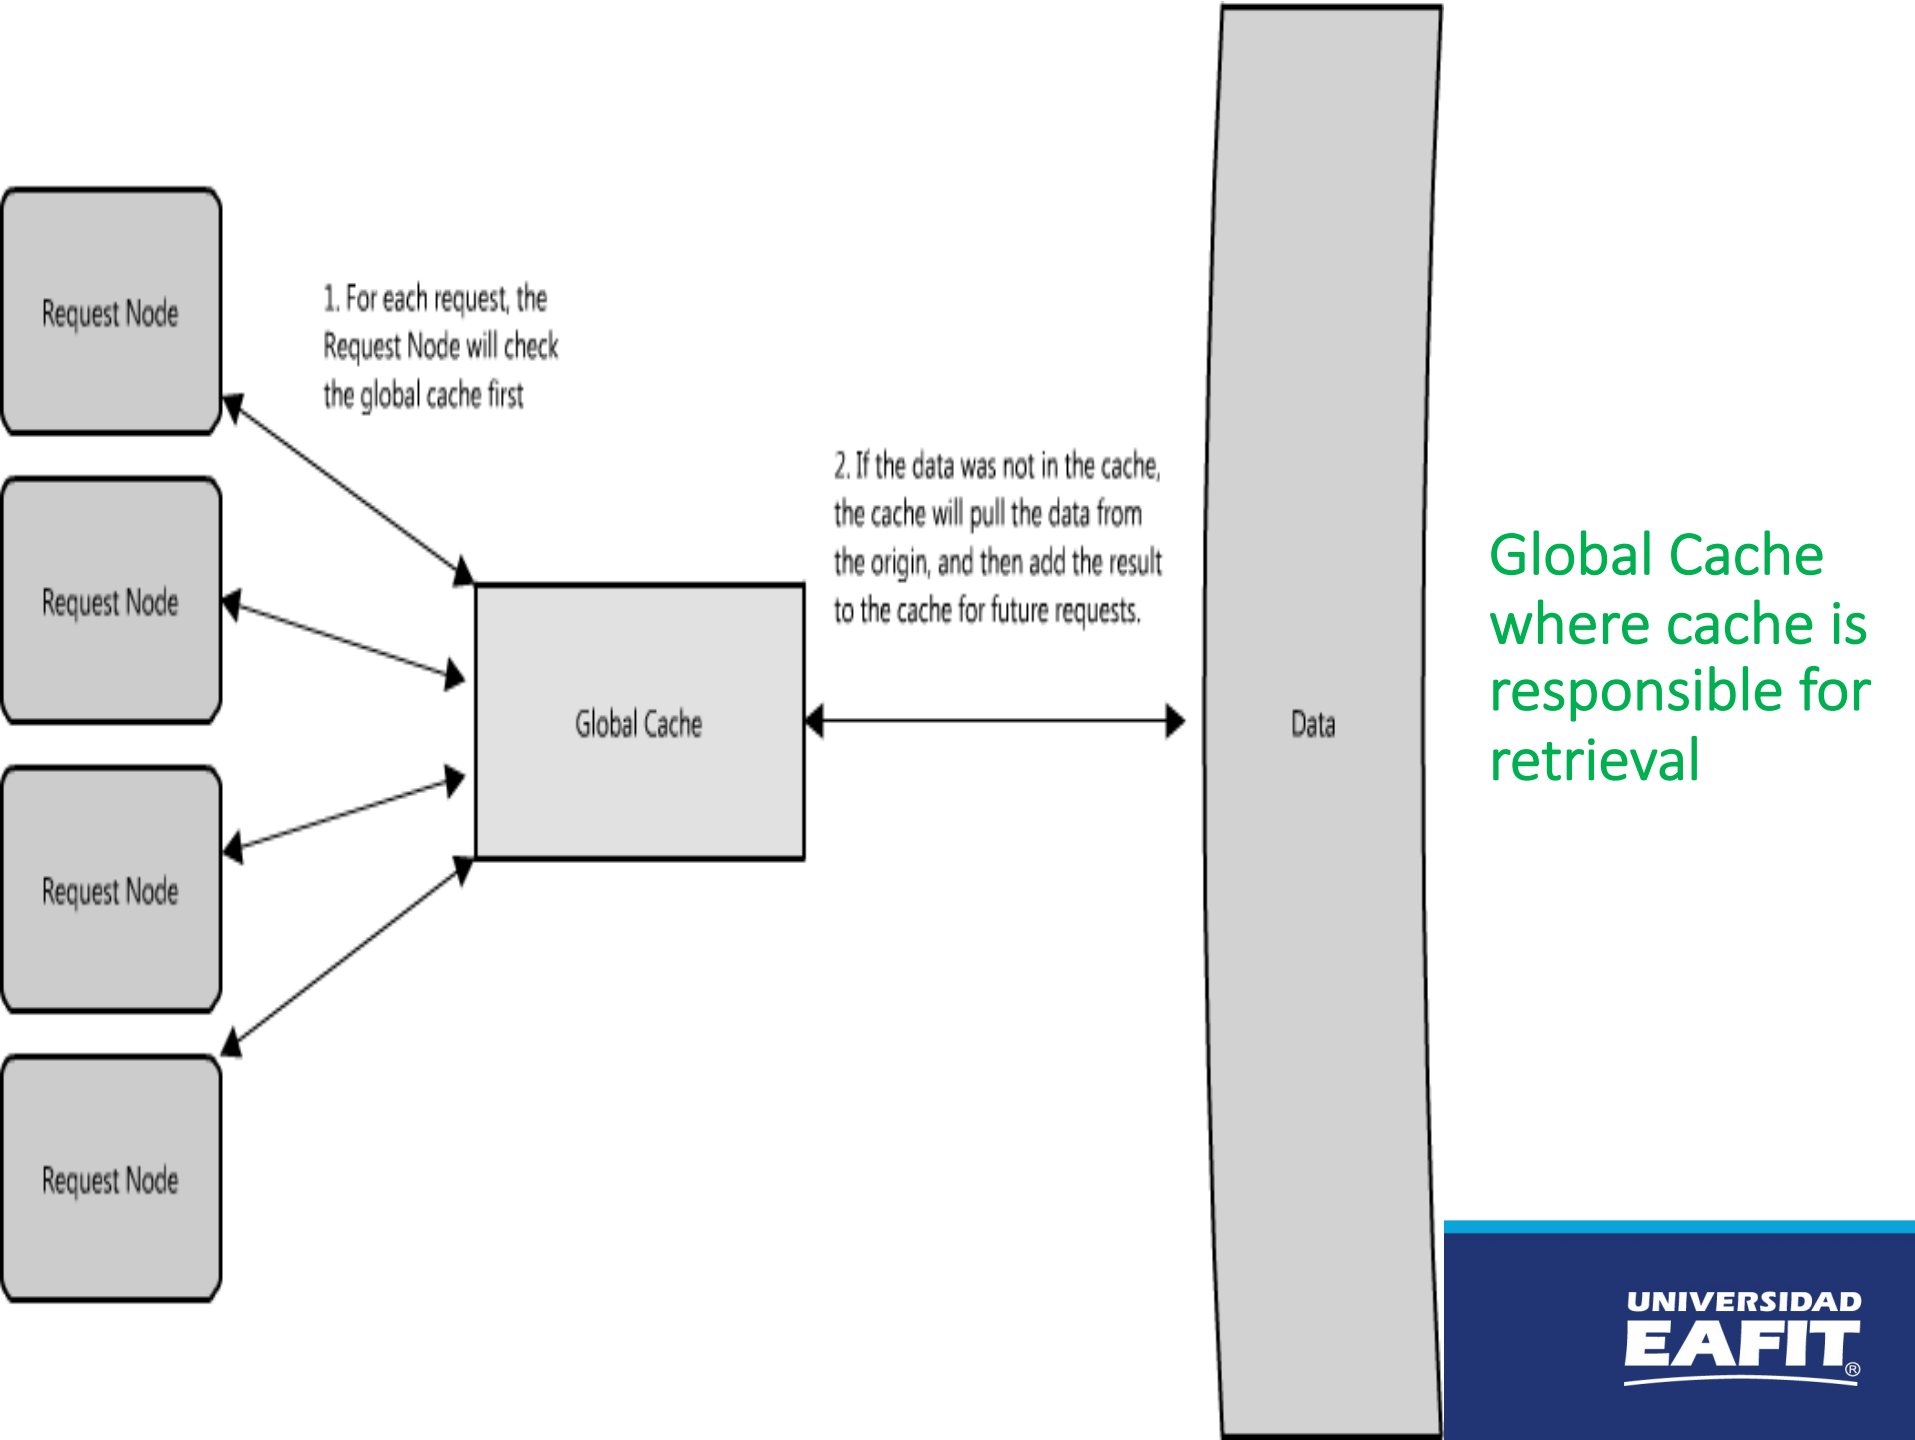 Request Node
1. For each request, the
Request Node will check
the global cache first
Request Node
Request Node
Request Node
Global Cache
2. If the data was not in the cache,
the cache will pull the data from
the origin, and then add the result
to the cache for future requests.
Data
Global Cache
where cache is
responsible for
retrieval
UNIVERSIDAD
EAFIT®